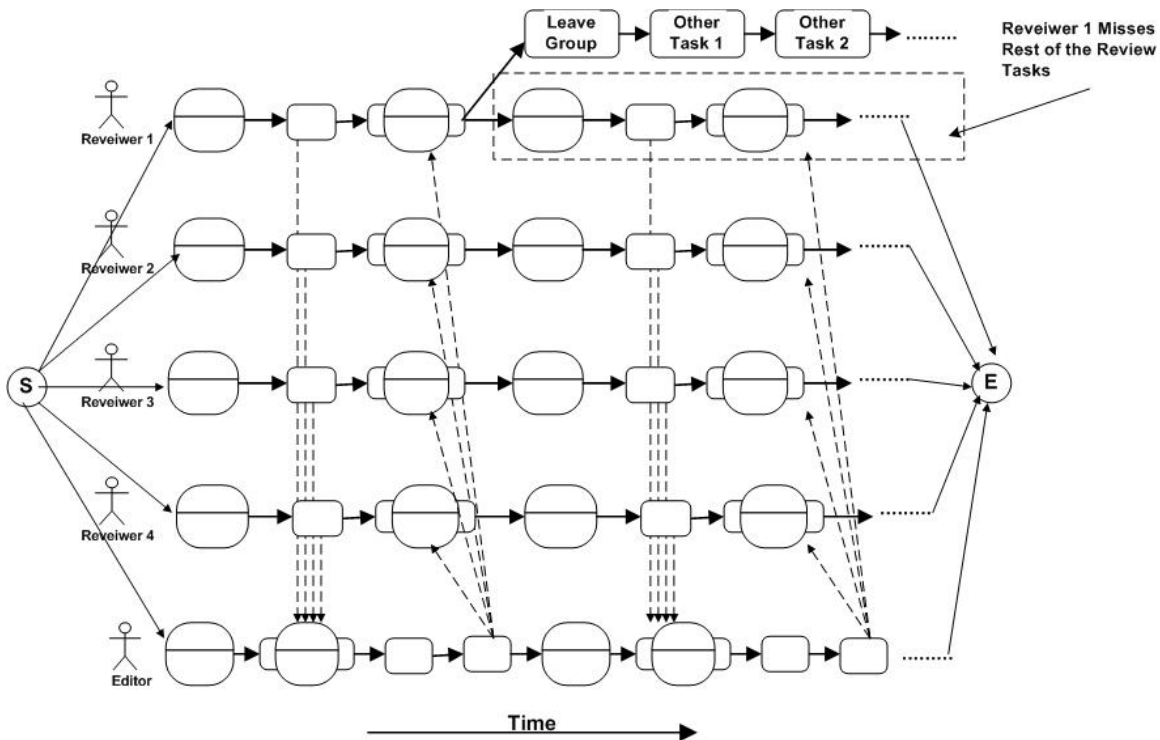 Leave
Group
Other
Task 1
Other
Task 2
........
Reveiwer 1 Misses
Rest of the Review
Tasks
Reveiwer 1
........
Reveiwer 2
........
S
Reveiwer 3
........
E
Reveiwer 4
........
Editor
........
Time